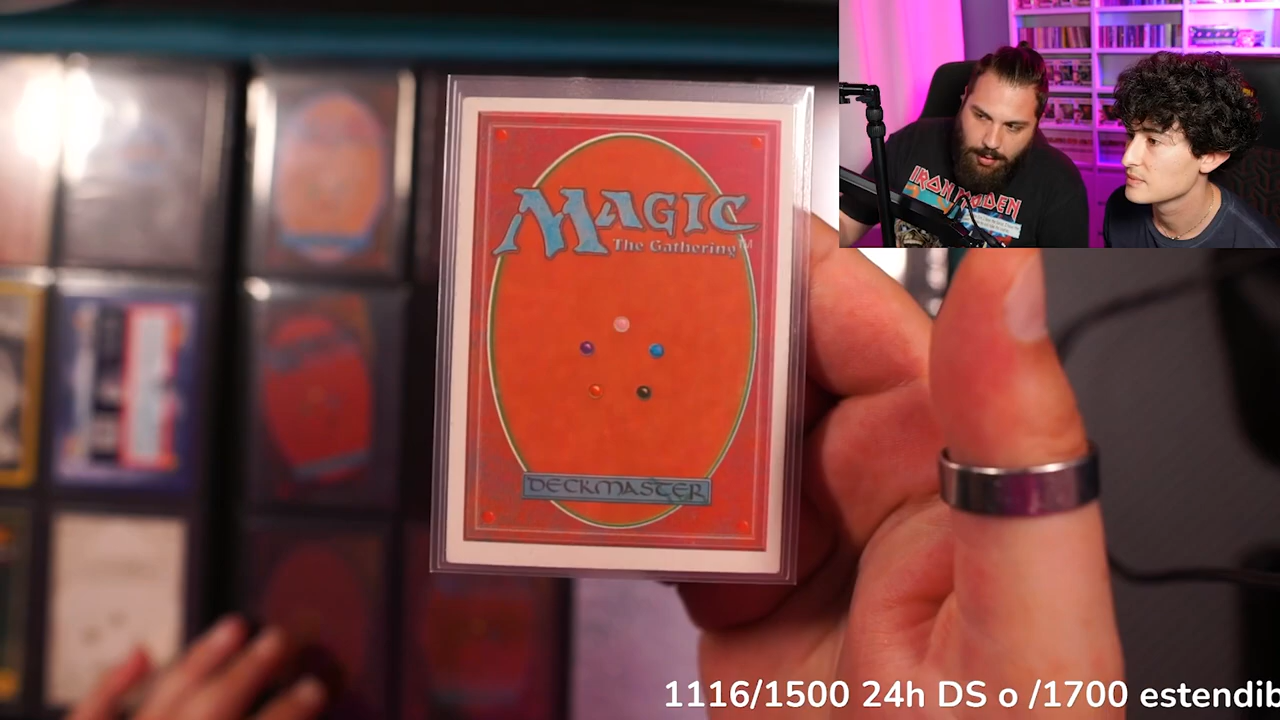 IRON MAIDEN
MAGIC
The Gathering™
DECKMASTER
1116/1500 24h DS o /1700 estendib